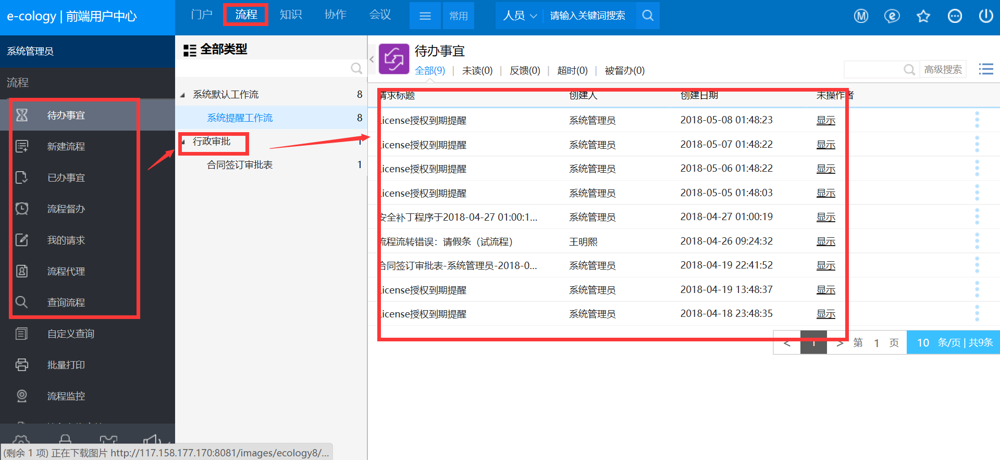 e-cology | 前端用户中心
门户 流程 知识 协作 会议 常用 人员 请输入关键词搜索
系统管理员
流程
待办事宜
新建流程
已办事宜
流程督办
我的请求
流程代理
查询流程
自定义查询
批量打印
流程监控
全部类型
系统默认工作流 8
系统提醒工作流 8
行政审批 1
合同签订审批表 1
待办事宜
全部(9) | 未读(0) | 反馈(0) | 超时(0) | 被督办(0)
高级搜索
请求标题 创建人 创建日期 未操作者
License授权到期提醒 系统管理员 2018-05-08 01:48:23 显示
License授权到期提醒 系统管理员 2018-05-07 01:48:22 显示
License授权到期提醒 系统管理员 2018-05-06 01:48:22 显示
License授权到期提醒 系统管理员 2018-05-05 01:48:03 显示
安全补丁程序于2018-04-27 01:00:1... 系统管理员 2018-04-27 01:00:19 显示
流程流转错误：请假条（试流程） 王明熙 2018-04-26 09:24:32 显示
合同签订审批表-系统管理员-2018-0... 系统管理员 2018-04-19 22:41:52 显示
License授权到期提醒 系统管理员 2018-04-19 13:48:37 显示
License授权到期提醒 系统管理员 2018-04-18 23:48:35 显示
< 1 > 第 1 页 10 条/页 | 共9条
(剩余 1 项) 正在下载图片 http://117.158.177.170:8081/images/ecology8/...